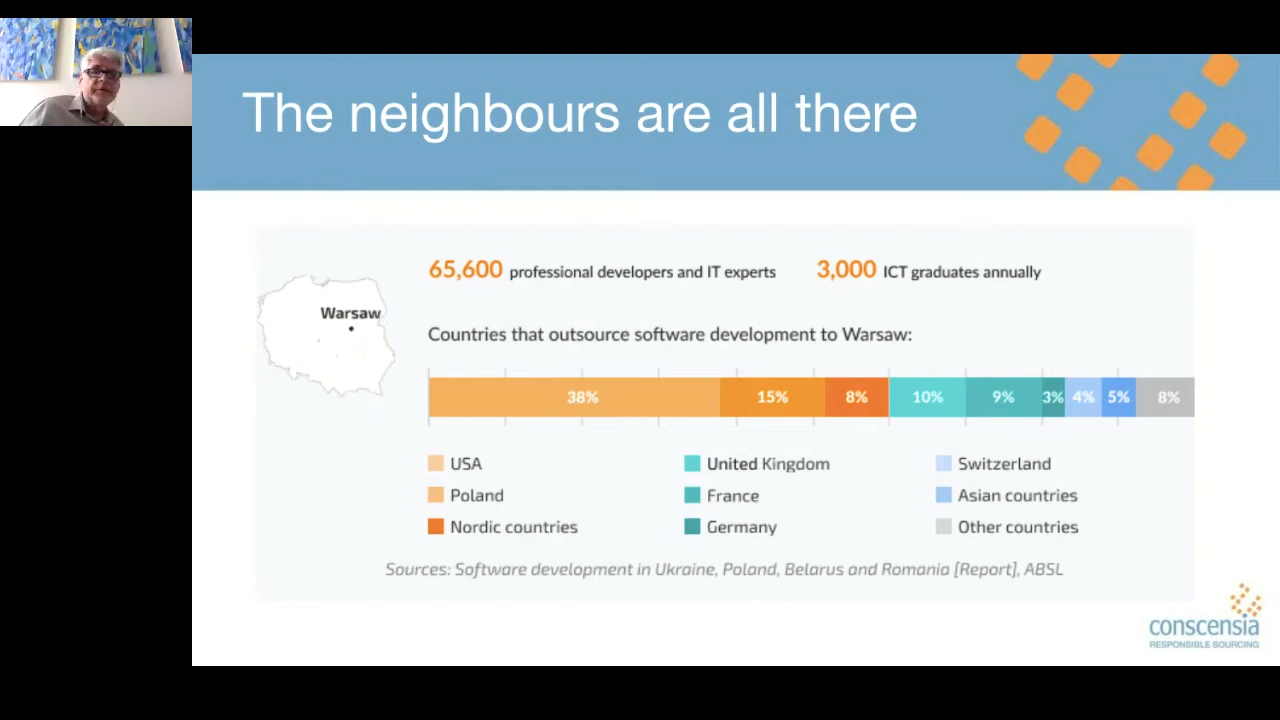 The neighbours are all there
65,600 professional developers and IT experts
3,000 ICT graduates annually
Warsaw
Countries that outsource software development to Warsaw:
38% 15% 8% 10% 9% 3% 4% 5% 8%
USA
Poland
Nordic countries
United Kingdom
France
Germany
Switzerland
Asian countries
Other countries
Sources: Software development in Ukraine, Poland, Belarus and Romania [Report], ABSL
conscensia
RESPONSIBLE SOURCING